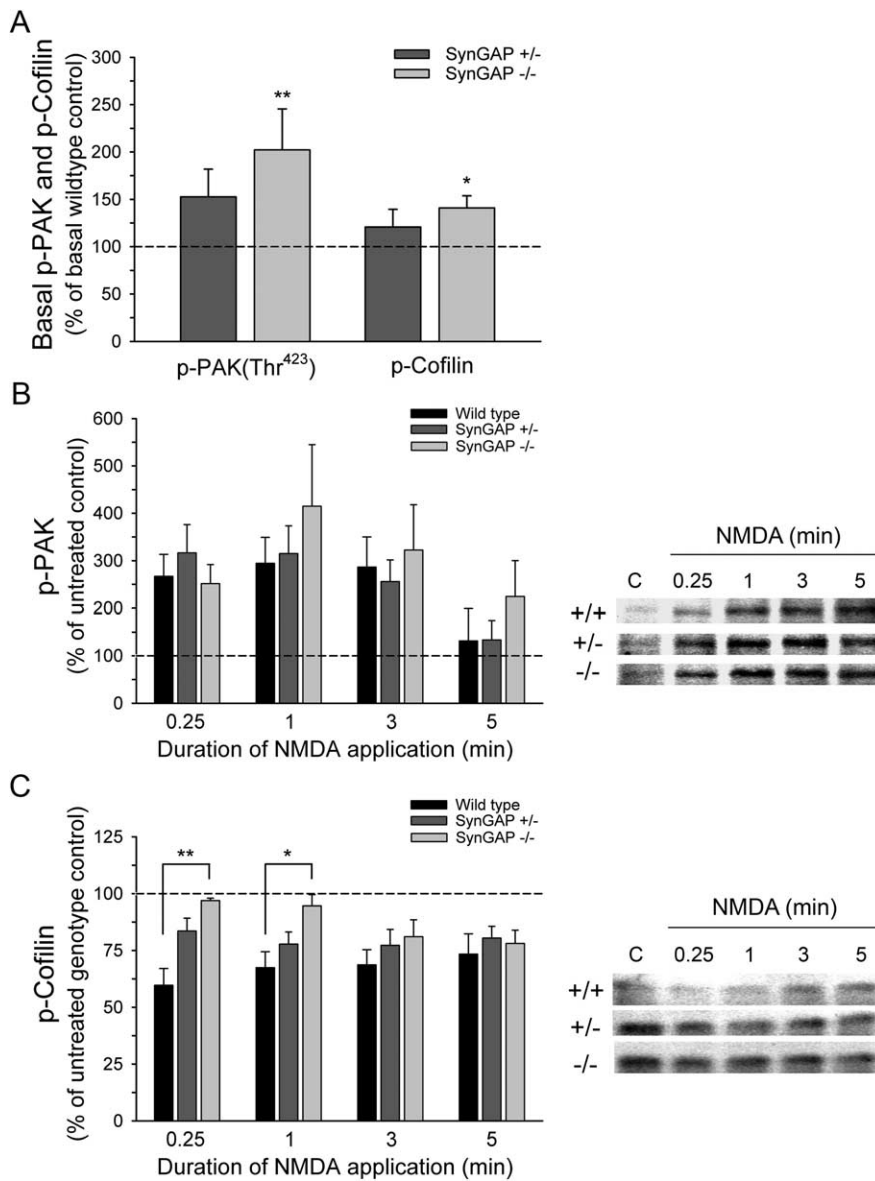 A
SynGAP +/-
SynGAP -/-
Basal p-PAK and p-Cofilin
(% of basal wildtype control)
300
250
200
150
100
50
0
**
*
p-PAK(Thr⁴²³)
p-Cofilin
B
Wild type
SynGAP +/-
SynGAP -/-
p-PAK
(% of untreated control)
600
500
400
300
200
100
0
0.25 1 3 5
Duration of NMDA application (min)
NMDA (min)
C 0.25 1 3 5
+/+
+/-
-/-
C
Wild type
SynGAP +/-
SynGAP -/-
p-Cofilin
(% of untreated genotype control)
125
100
75
50
25
0
** *
0.25 1 3 5
Duration of NMDA application (min)
NMDA (min)
C 0.25 1 3 5
+/+
+/-
-/-